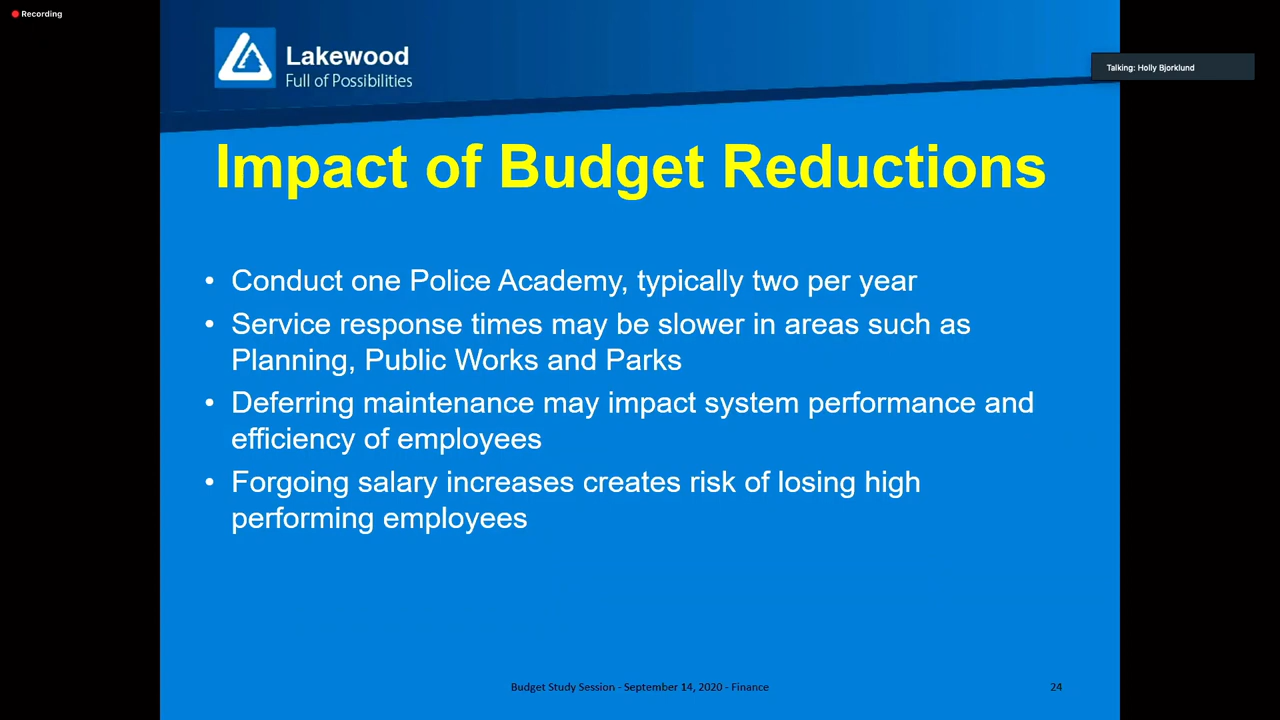 Recording
Lakewood
Full of Possibilities
Talking: Holly Bjorklund
Impact of Budget Reductions
• Conduct one Police Academy, typically two per year
• Service response times may be slower in areas such as
Planning, Public Works and Parks
• Deferring maintenance may impact system performance and
efficiency of employees
• Forgoing salary increases creates risk of losing high
performing employees
Budget Study Session - September 14, 2020 - Finance
24